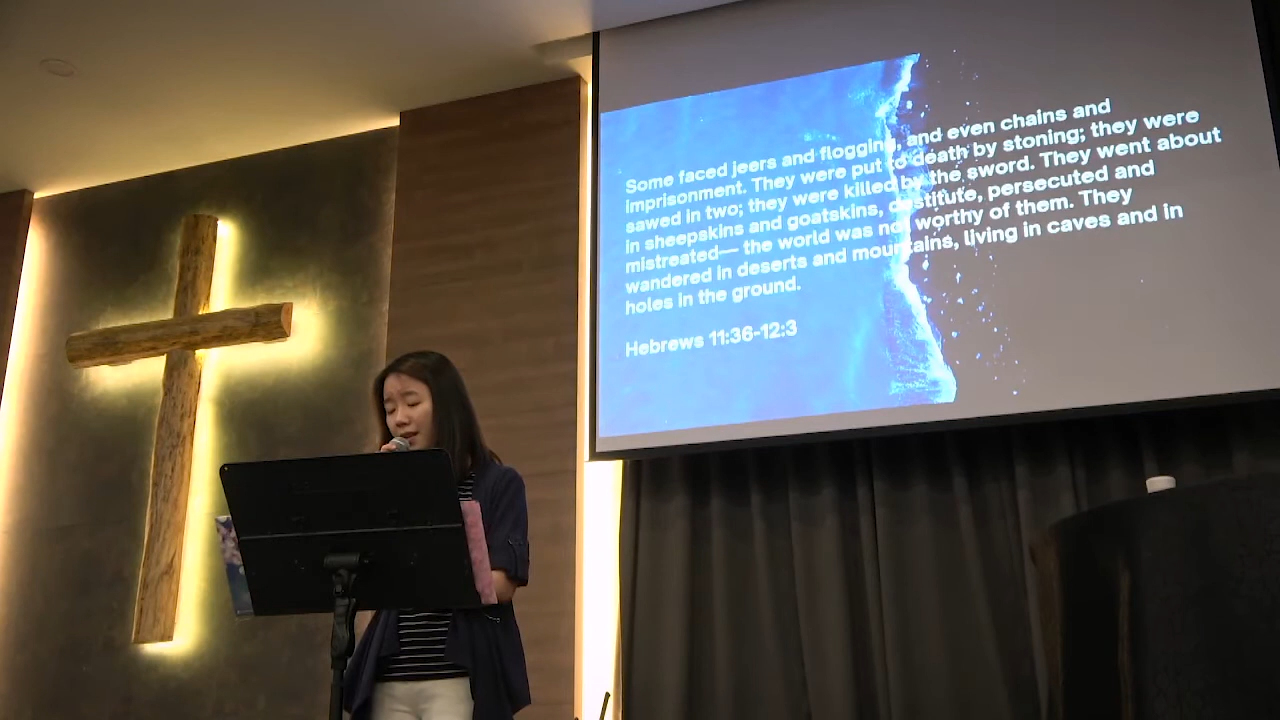 Some faced jeers and flogging, and even chains and
imprisonment. They were put to death by stoning; they were
sawed in two; they were killed by the sword. They went about
in sheepskins and goatskins, destitute, persecuted and
mistreated— the world was not worthy of them. They
wandered in deserts and mountains, living in caves and in
holes in the ground.
Hebrews 11:36-12:3